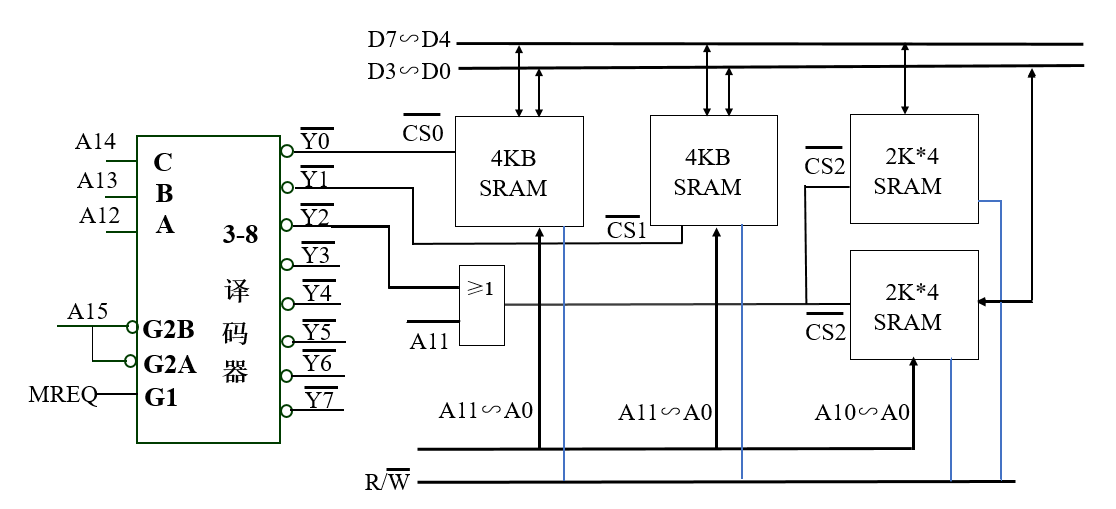 D7∽D4
D3∽D0
A14
A13
A12
C
B
A
3-8
译
码
器
A15
G2B
G2A
G1
MREQ
Y0
Y1
Y2
Y3
Y4
Y5
Y6
Y7
CS0
4KB
SRAM
CS1
4KB
SRAM
CS2
2K*4
SRAM
CS2
2K*4
SRAM
≥1
A11
A11∽A0
A11∽A0
A10∽A0
R/W